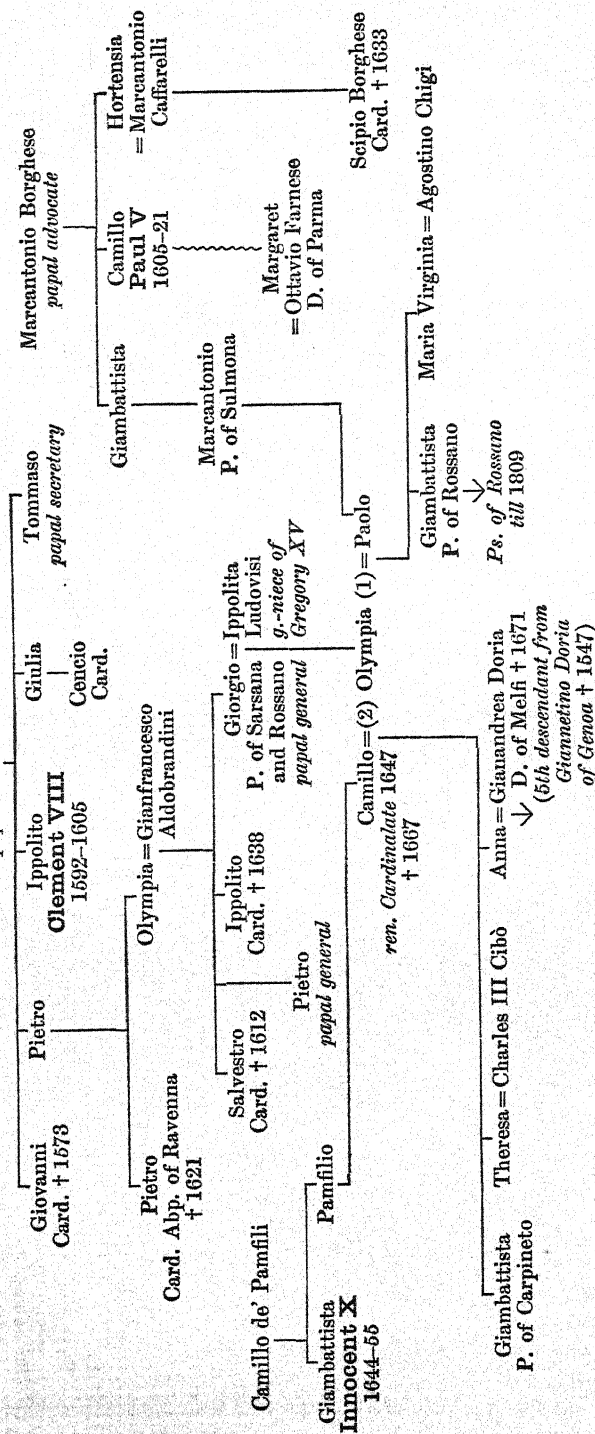 Giovanni
Card. † 1573
Pietro
Ippolito
Clement VIII
1592–1605
Giulia
Cencio
Card.
Tommaso
papal secretary
Marcantonio Borghese
papal advocate
Pietro
Card. Abp. of Ravenna
† 1621
Olympia = Gianfrancesco
Aldobrandini
Giambattista
Camillo
Paul V
1605–21
Hortensia
= Marcantonio
Caffarelli
Salvestro
Card. † 1612
Ippolito
Card. † 1638
Giorgio = Ippolita
Ludovisi
g.-niece of
Gregory XV
P. of Sarsana
and Rossano
papal general
Marcantonio
P. of Sulmona
Margaret
= Ottavio Farnese
D. of Parma
Scipio Borghese
Card. † 1633
Pietro
papal general
Camillo de' Pamfili
Giambattista
Innocent X
1644–55
Pamfilio
Camillo = (2) Olympia (1) = Paolo
ren. Cardinalate 1647
† 1667
Giambattista
P. of Rossano
Ps. of Rossano
till 1809
Maria Virginia = Agostino Chigi
Giambattista
P. of Carpineto
Theresa = Charles III Cibò
Anna = Gianandrea Doria
D. of Melfi † 1671
(5th descendant from
Giannetino Doria
of Genoa † 1547)